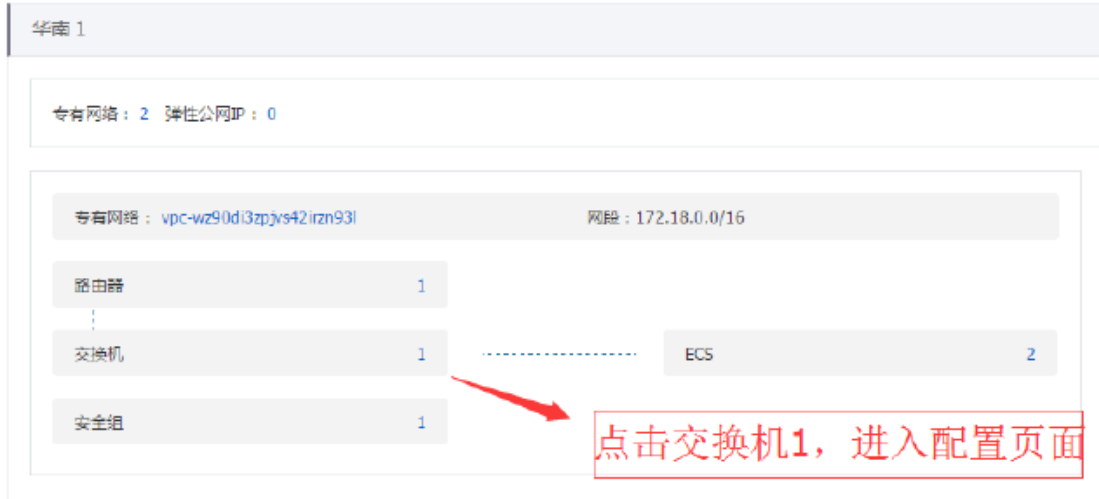 华南 1
专有网络： 2 弹性公网IP： 0
专有网络： vpc-wz90di3zpjvs42irzn93l 网段：172.18.0.0/16
路由器 1
交换机 1 ECS 2
安全组 1
点击交换机1，进入配置页面